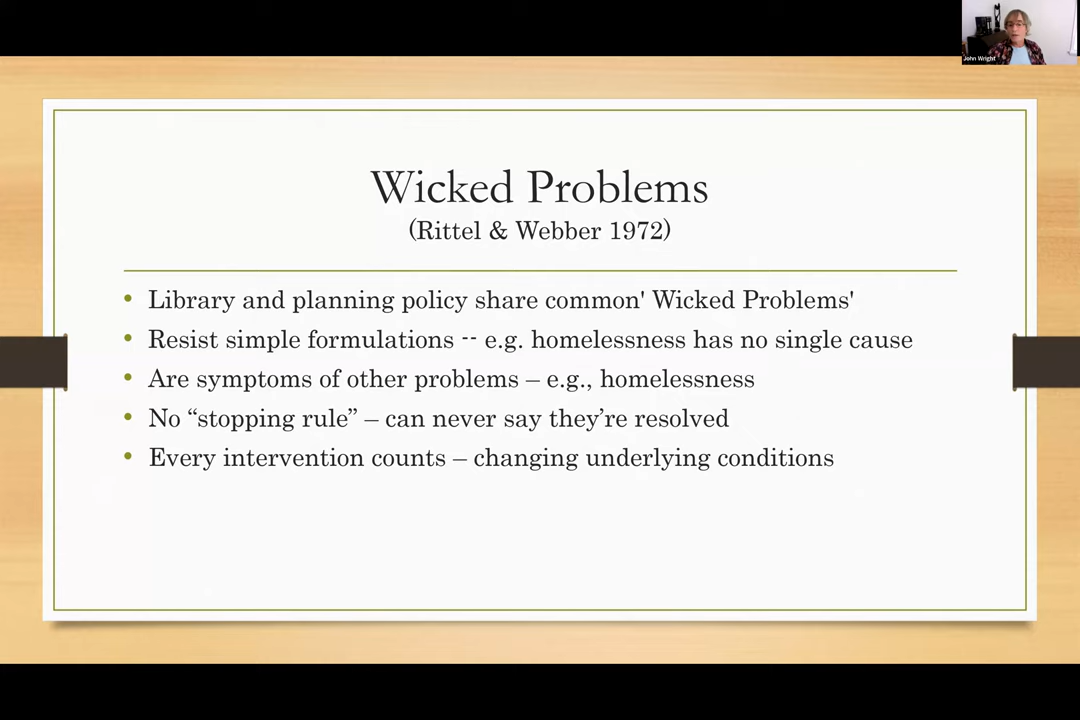 John Wright
Wicked Problems
(Rittel & Webber 1972)
• Library and planning policy share common' Wicked Problems'
• Resist simple formulations -- e.g. homelessness has no single cause
• Are symptoms of other problems – e.g., homelessness
• No “stopping rule” – can never say they’re resolved
• Every intervention counts – changing underlying conditions